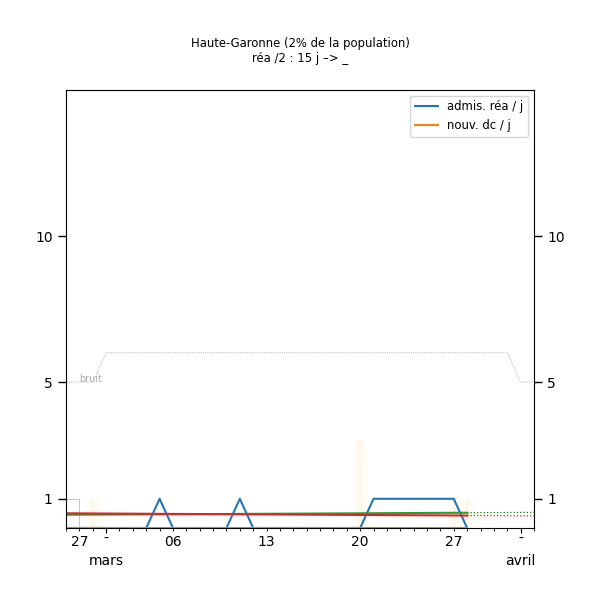 Haute-Garonne (2% de la population)
réa /2 : 15 j –> _
admis. réa / j
nouv. dc / j
10 10
bruit
5 5
1 1
27 - 06 13 20 27 -
mars avril